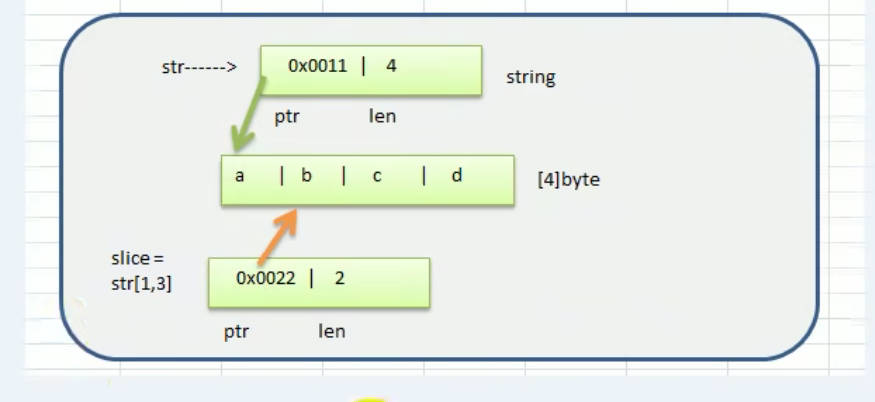 str------> 0x0011 | 4 string
ptr len
a | b | c | d [4]byte
slice =
str[1,3] 0x0022 | 2
ptr len